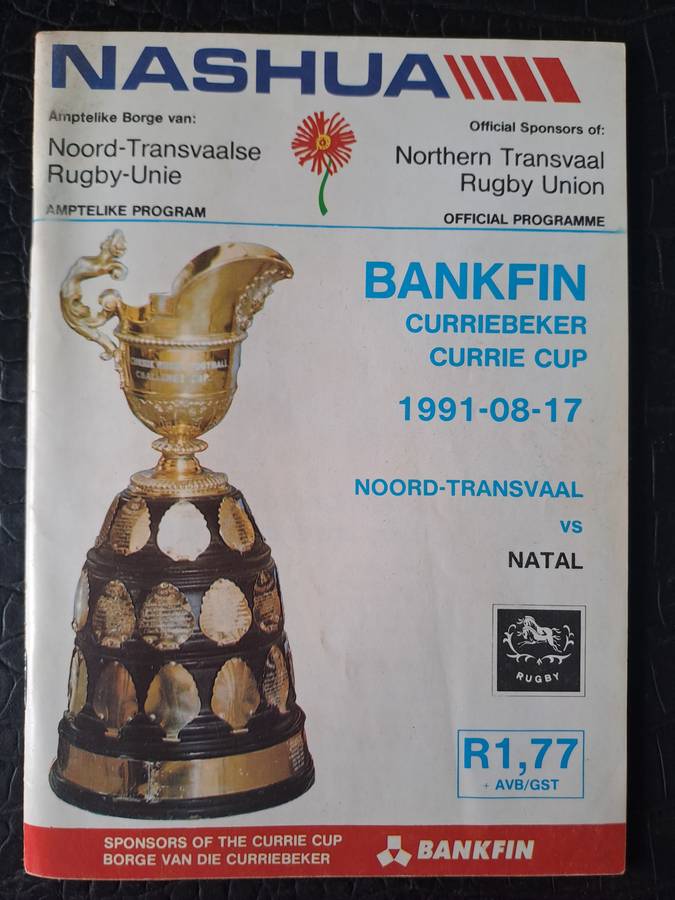 NASHUA
Amptelike Borge van:
Noord-Transvaalse
Rugby-Unie
AMPTELIKE PROGRAM
Official Sponsors of:
Northern Transvaal
Rugby Union
OFFICIAL PROGRAMME
BANKFIN
CURRIEBEKER
CURRIE CUP
1991-08-17
NOORD-TRANSVAAL
VS
NATAL
RUGBY
R1,77
+ AVB/GST
CHALLENGE CUP
SPONSORS OF THE CURRIE CUP
BORGE VAN DIE CURRIEBEKER
BANKFIN